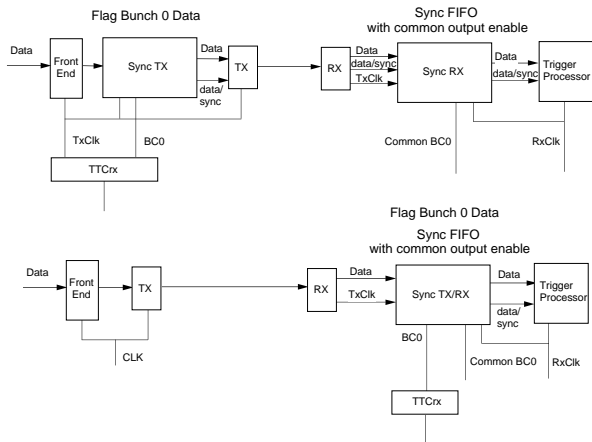 Flag Bunch 0 Data
Sync FIFO
with common output enable
Data
Front
End
Sync TX
Data
data/
sync
TX
RX
Data
data/sync
TxClk
Sync RX
Data
data/sync
Trigger
Processor
TxClk
BC0
Common BC0
RxClk
TTCrx
Flag Bunch 0 Data
Sync FIFO
with common output enable
Data
Front
End
TX
RX
Data
TxClk
Sync TX/RX
Data
data/
sync
Trigger
Processor
CLK
BC0
Common BC0
RxClk
TTCrx